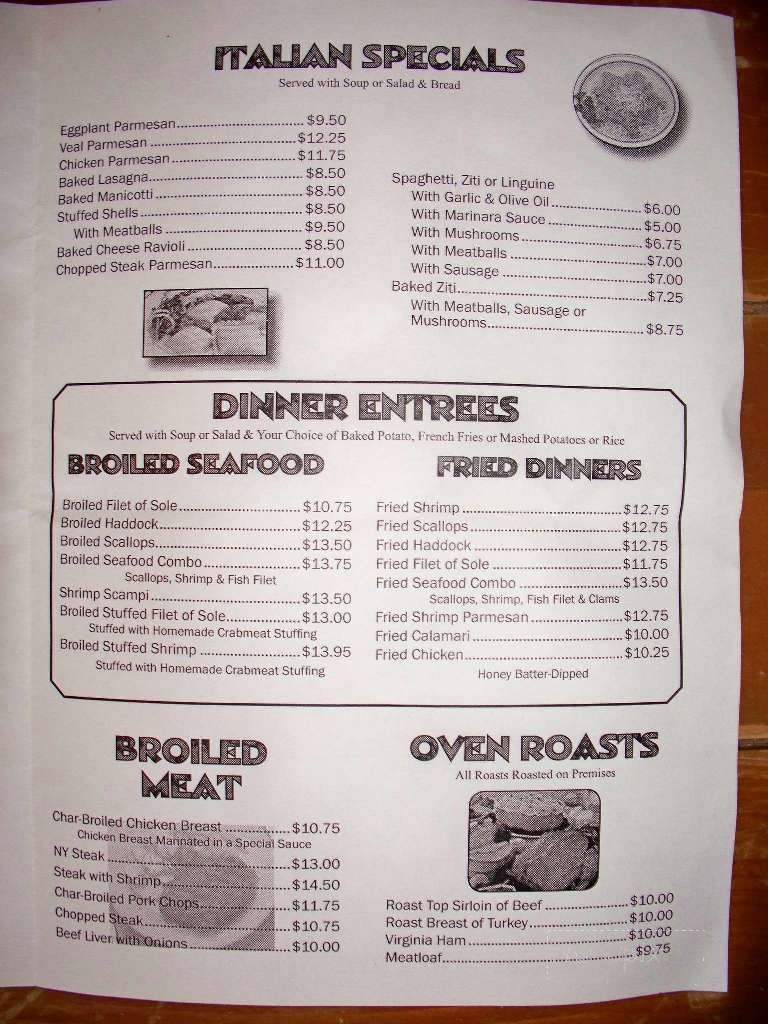 ITALIAN SPECIALS
Served with Soup or Salad & Bread
Eggplant Parmesan $9.50
Veal Parmesan $12.25
Chicken Parmesan $11.75
Baked Lasagna $8.50
Baked Manicotti $8.50
Stuffed Shells $8.50
With Meatballs $9.50
Baked Cheese Ravioli $8.50
Chopped Steak Parmesan $11.00
Spaghetti, Ziti or Linguine
With Garlic & Olive Oil $6.00
With Marinara Sauce $5.00
With Mushrooms $6.75
With Meatballs $7.00
With Sausage $7.00
Baked Ziti $7.25
With Meatballs, Sausage or
Mushrooms $8.75
DINNER ENTREES
Served with Soup or Salad & Your Choice of Baked Potato, French Fries or Mashed Potatoes or Rice
BROILED SEAFOOD
Broiled Filet of Sole $10.75
Broiled Haddock $12.25
Broiled Scallops $13.50
Broiled Seafood Combo $13.75
Scallops, Shrimp & Fish Filet
Shrimp Scampi $13.50
Broiled Stuffed Filet of Sole $13.00
Stuffed with Homemade Crabmeat Stuffing
Broiled Stuffed Shrimp $13.95
Stuffed with Homemade Crabmeat Stuffing
FRIED DINNERS
Fried Shrimp $12.75
Fried Scallops $12.75
Fried Haddock $12.75
Fried Filet of Sole $11.75
Fried Seafood Combo $13.50
Scallops, Shrimp, Fish Filet & Clams
Fried Shrimp Parmesan $12.75
Fried Calamari $10.00
Fried Chicken $10.25
Honey Batter-Dipped
BROILED
MEAT
Char-Broiled Chicken Breast $10.75
Chicken Breast Marinated in a Special Sauce
NY Steak $13.00
Steak with Shrimp $14.50
Char-Broiled Pork Chops $11.75
Chopped Steak $10.75
Beef Liver with Onions $10.00
OVEN ROASTS
All Roasts Roasted on Premises
Roast Top Sirloin of Beef $10.00
Roast Breast of Turkey $10.00
Virginia Ham $10.00
Meatloaf $9.75